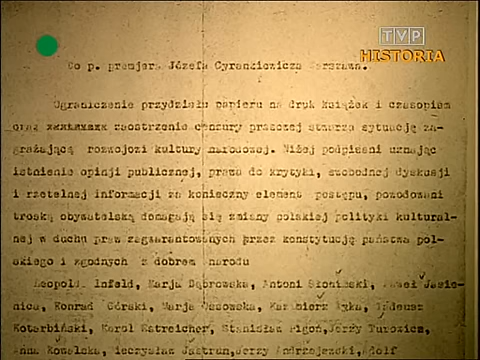 TVP
HISTORIA
Do p. premjera Józefa Cyrankiewicza Warszawa.
Ograniczenie przydziału papieru na druk książek i czasopism
oraz zaostrzenie cenzury prasowej stwarza sytuację za-
grażającą rozwojowi kultury narodowej. Niżej podpisani uznając
istnienie opinji publicznej, prawa do krytyki, swobodnej dyskusji
i rzetelnej informacji za konieczny element postępu, powodowani
troską obywatelską domagają się zmiany polskiej polityki kultural-
nej w duchu praw zagwarantowanych przez konstytucję państwa pol-
skiego i zgodnych z dobrem narodu
Leopold Infeld, Marja Dąbrowska, Antoni Słonimski, Paweł Jasie-
nica, Konrad Górski, Marja Ossowska, Kazimierz Wyka, Tadeusz
Kotarbiński, Karol Estreicher, Stanisław Pigoń, Jerzy Turowicz,
Anna Kowalska, Mieczysław Jastrun, Jerzy Andrzejewski, Adolf